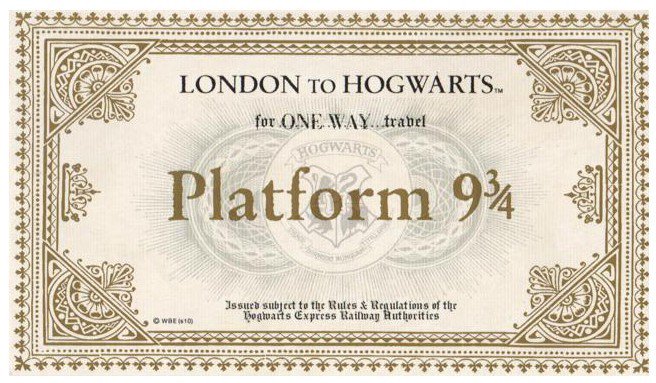 LONDON TO HOGWARTS™
for ONE WAY...travel
HOGWARTS
Platform 9¾
Issued subject to the Rules & Regulations of the
Hogwarts Express Railway Authorities
© WBE (s10)